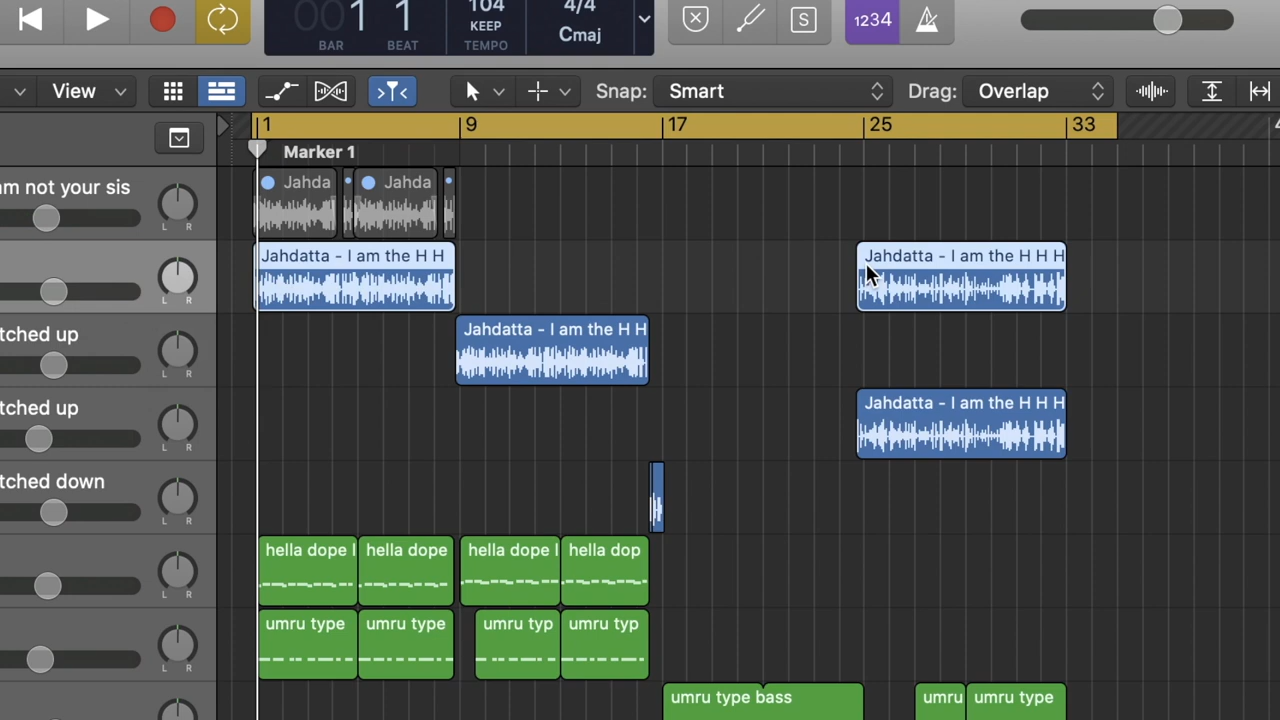 001 1 104 4/4
KEEP Cmaj
BAR BEAT TEMPO
S 1234
View Snap: Smart Drag: Overlap
1 9 17 25 33
Marker 1
am not your sis
Jahda Jahda
L R
Jahdatta - I am the H H
Jahdatta - I am the H H H
L R
tched up
Jahdatta - I am the H H
L R
tched up
Jahdatta - I am the H H H
L R
tched down
L R
hella dope hella dope hella dope hella dop
L R
umru type umru type umru typ umru typ
L R
umru type bass umru umru type